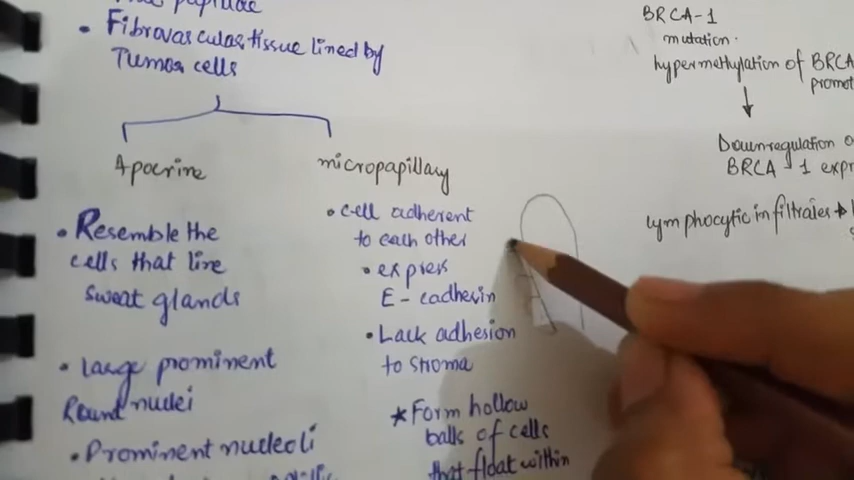 • Fibrovascular tissue lined by
Tumor cells
Apocrine
• Resemble the
cells that line
sweat glands
• Large prominent
Round nuclei
• Prominent nucleoli
micropapillary
• cell adherent
to each other
• express
E - cadherin
• Lack adhesion
to stroma
* Form hollow
balls of cells
that float within
BRCA-1
mutation.
hypermethylation of BRCA
promot
Downregulation o
BRCA - 1 expr
lymphocytic infiltrates